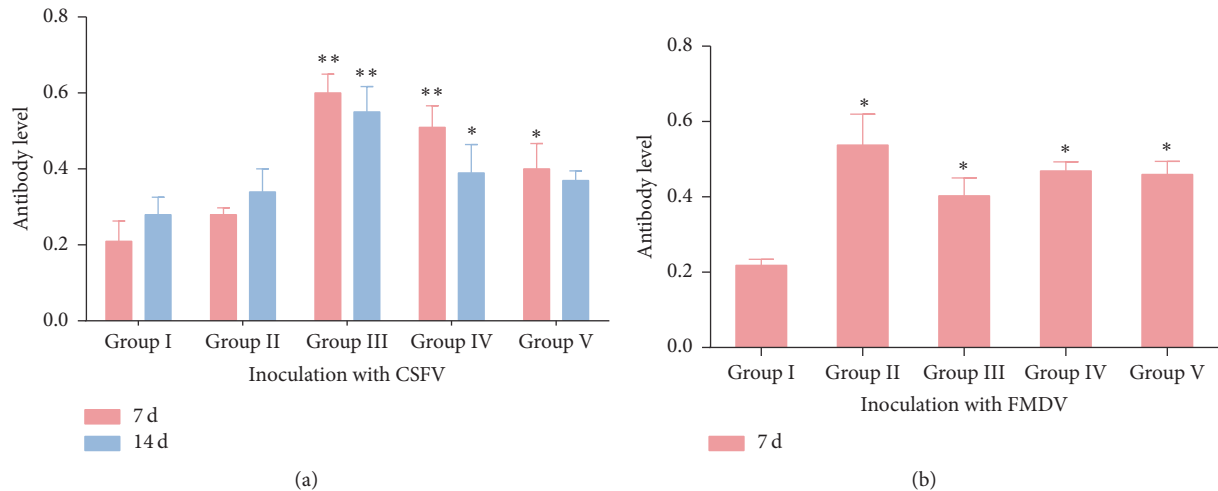 0.8
0.6
0.4
0.2
0.0
Antibody level
** ** ** * *
Group I Group II Group III Group IV Group V
Inoculation with CSFV
7 d
14 d
(a)
0.8
0.6
0.4
0.2
0.0
Antibody level
* * * *
Group I Group II Group III Group IV Group V
Inoculation with FMDV
7 d
(b)